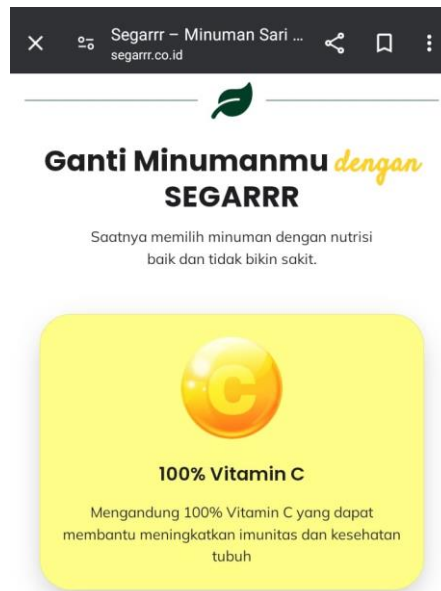 Segarrr – Minuman Sari ...
segarrr.co.id
Ganti Minumanmu dengan
SEGARRR
Saatnya memilih minuman dengan nutrisi
baik dan tidak bikin sakit.
C
100% Vitamin C
Mengandung 100% Vitamin C yang dapat
membantu meningkatkan imunitas dan kesehatan
tubuh